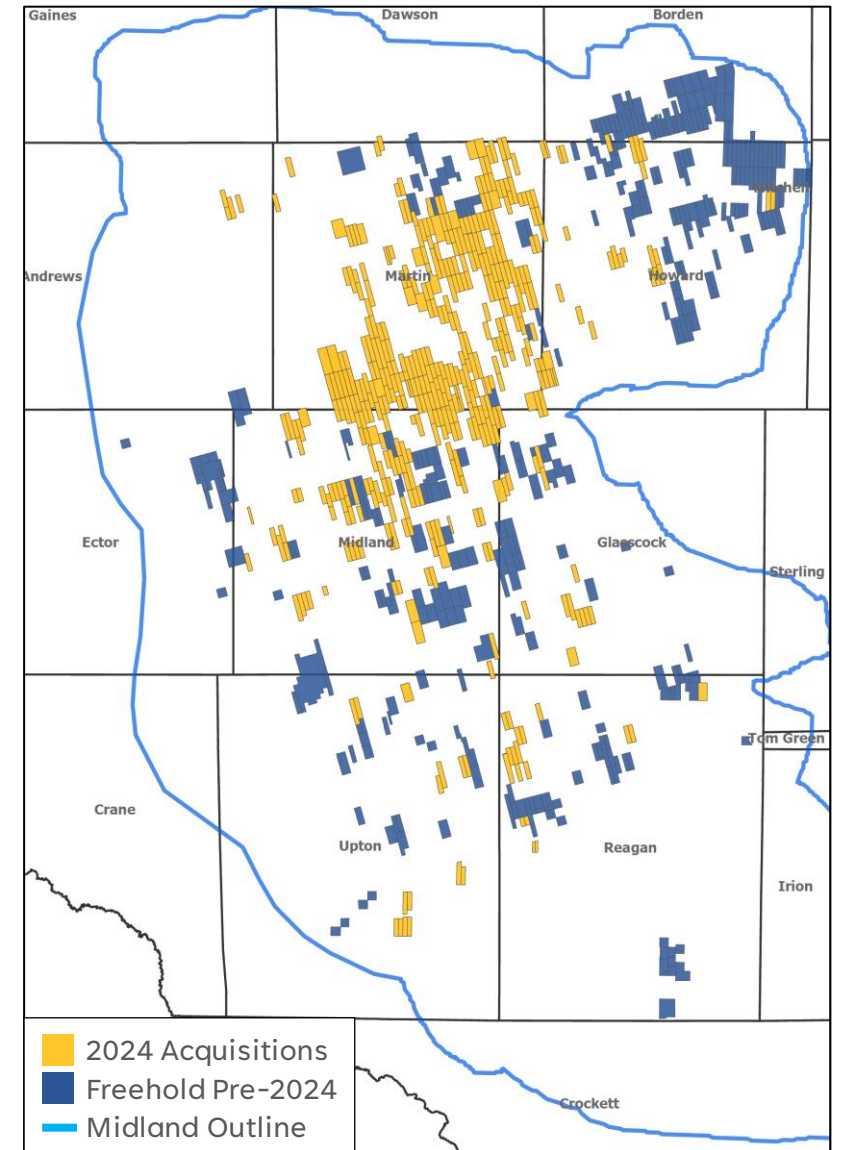 Gaines
Dawson
Borden
Mitchell
Andrews
Martin
Howard
Ector
Midland
Glasscock
Sterling
Tom Green
Crane
Upton
Reagan
Irion
2024 Acquisitions
Freehold Pre-2024
Midland Outline
Crockett